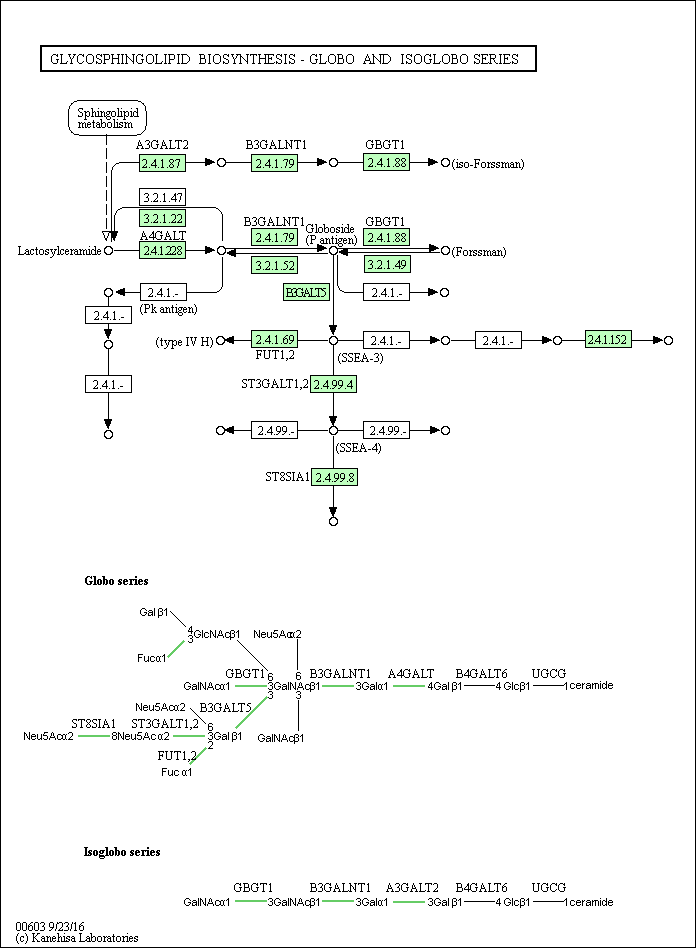 GLYCOSPHINGOLIPID BIOSYNTHESIS - GLOBO AND ISOGLOBO SERIES
Sphingolipid
metabolism
A3GALT2
B3GALNT1
GBGT1
2.4.1.87
2.4.1.79
2.4.1.88
(iso-Forssman)
3.2.1.47
3.2.1.22
A4GALT
B3GALNT1
Globoside
(P antigen)
GBGT1
2.4.1.79
2.4.1.88
Lactosylceramide
2.4.1.228
(Forssman)
3.2.1.52
3.2.1.49
2.4.1.-
(Pk antigen)
B3GALT5
2.4.1.-
2.4.1.-
(type IV H)
2.4.1.69
FUT1,2
2.4.1.-
2.4.1.-
2.4.1.152
(SSEA-3)
2.4.1.-
ST3GALT1,2
2.4.99.4
2.4.99.-
2.4.99.-
(SSEA-4)
ST8SIA1
2.4.99.8
Globo series
Galβ1
4
3
GlcNAcβ1
Neu5Acα2
Fucα1
GBGT1
6
6
B3GALNT1
A4GALT
B4GALT6
UGCG
GalNAcα1
3GalNAcβ1
3Galα1
4Galβ1
4 Glcβ1
1ceramide
3
3
Neu5Acα2
B3GALT5
ST8SIA1
ST3GALT1,2
6
Neu5Acα2
8Neu5Acα2
3Galβ1
2
GalNAcβ1
FUT1,2
Fuc α1
Isoglobo series
GBGT1
B3GALNT1
A3GALT2
B4GALT6
UGCG
GalNAcα1
3GalNAcβ1
3Galα1
3Galβ1
4 Glcβ1
1ceramide
00603 9/23/16
(c) Kanehisa Laboratories